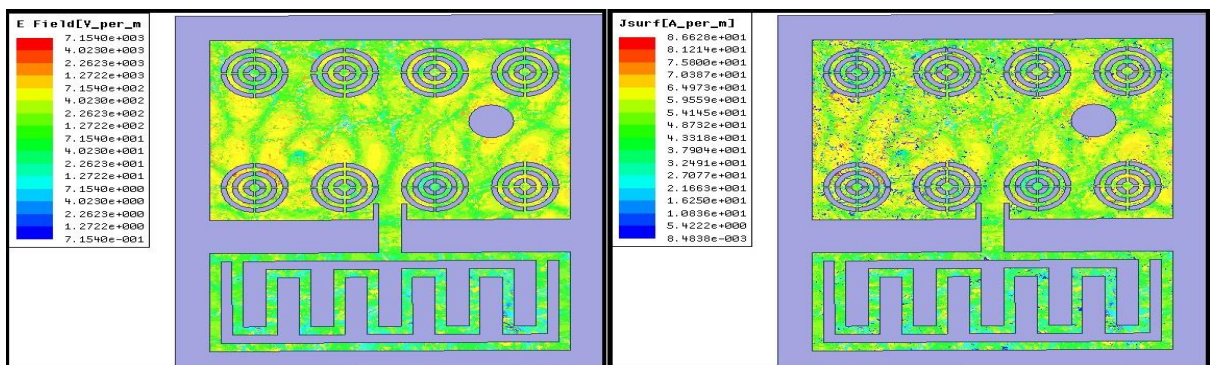 E Field[V_per_m
7.1540e+003
4.0230e+003
2.2623e+003
1.2722e+003
7.1540e+002
4.0230e+002
2.2623e+002
1.2722e+002
7.1540e+001
4.0230e+001
2.2623e+001
1.2722e+001
7.1540e+000
4.0230e+000
2.2623e+000
1.2722e+000
7.1540e-001
Jsurf[A_per_m]
8.6628e+001
8.1214e+001
7.5800e+001
7.0387e+001
6.4973e+001
5.9559e+001
5.4145e+001
4.8732e+001
4.3318e+001
3.7904e+001
3.2491e+001
2.7077e+001
2.1663e+001
1.6250e+001
1.0836e+001
5.4222e+000
8.4838e-003